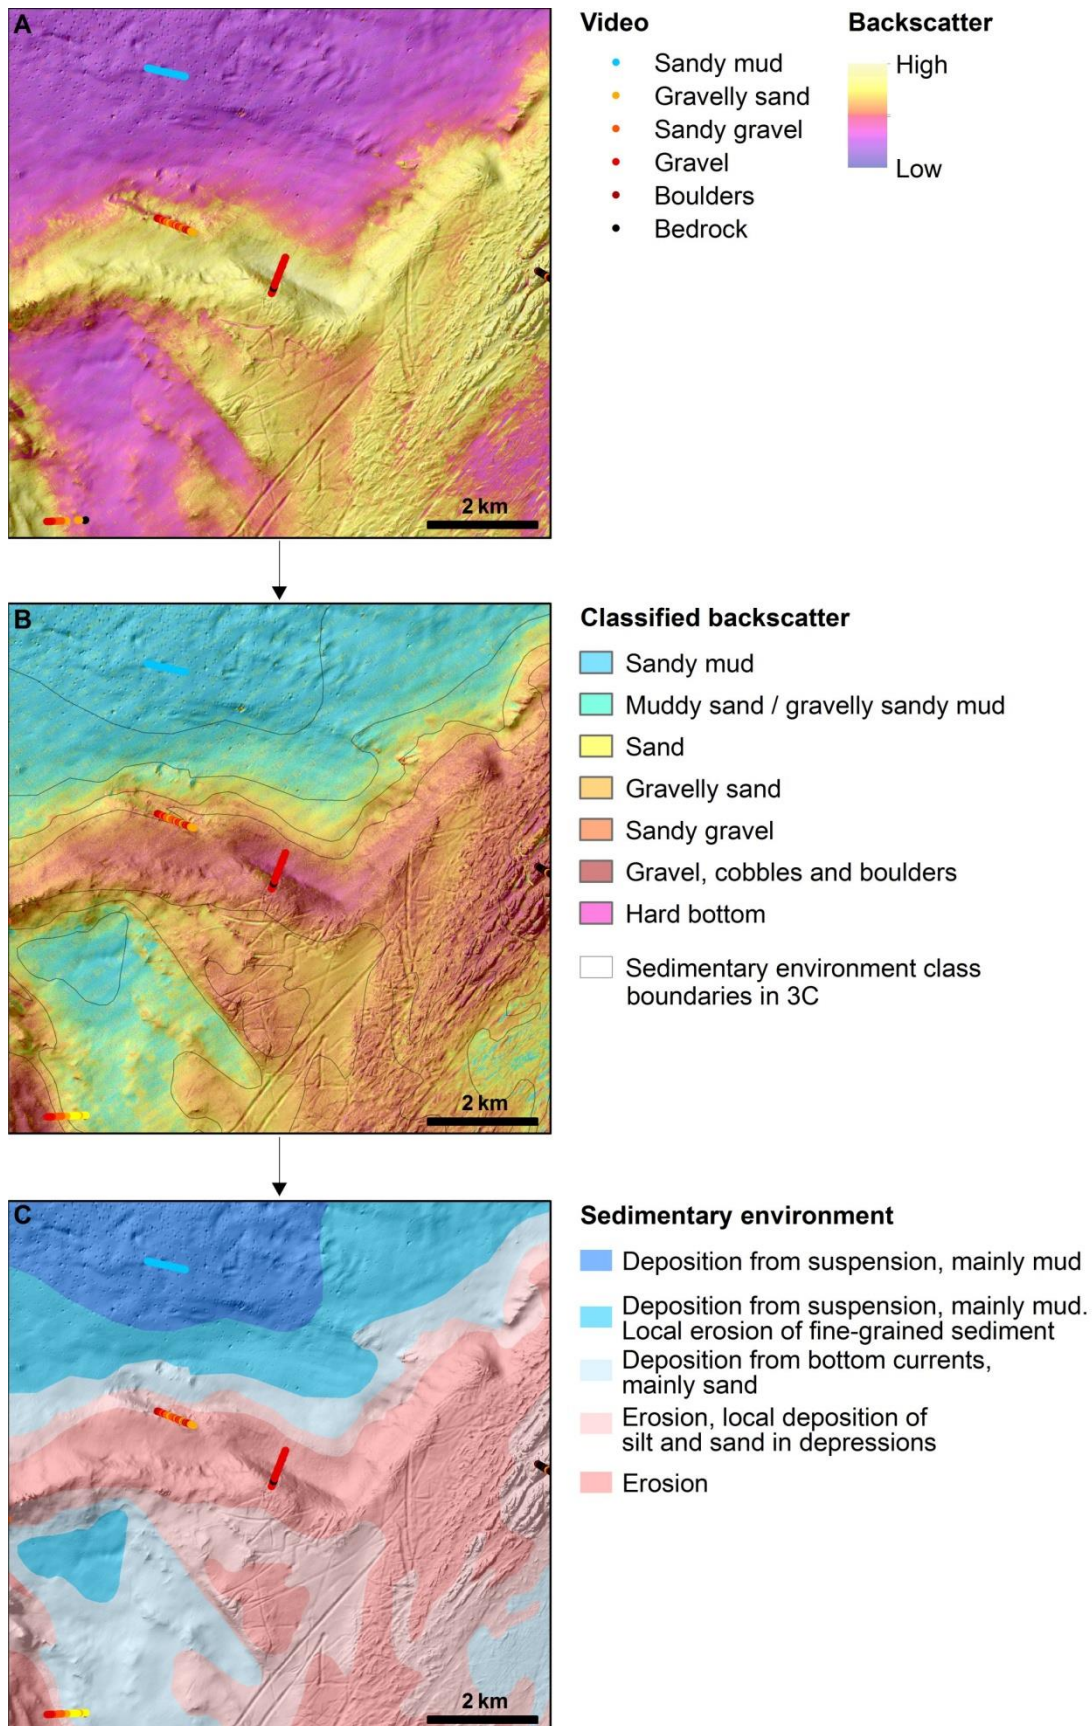 A
Video
Sandy mud
Gravelly sand
Sandy gravel
Gravel
Boulders
Bedrock
Backscatter
High
Low
2 km
B
Classified backscatter
Sandy mud
Muddy sand / gravelly sandy mud
Sand
Gravelly sand
Sandy gravel
Gravel, cobbles and boulders
Hard bottom
Sedimentary environment class
boundaries in 3C
2 km
C
Sedimentary environment
Deposition from suspension, mainly mud
Deposition from suspension, mainly mud.
Local erosion of fine-grained sediment
Deposition from bottom currents,
mainly sand
Erosion, local deposition of
silt and sand in depressions
Erosion
2 km